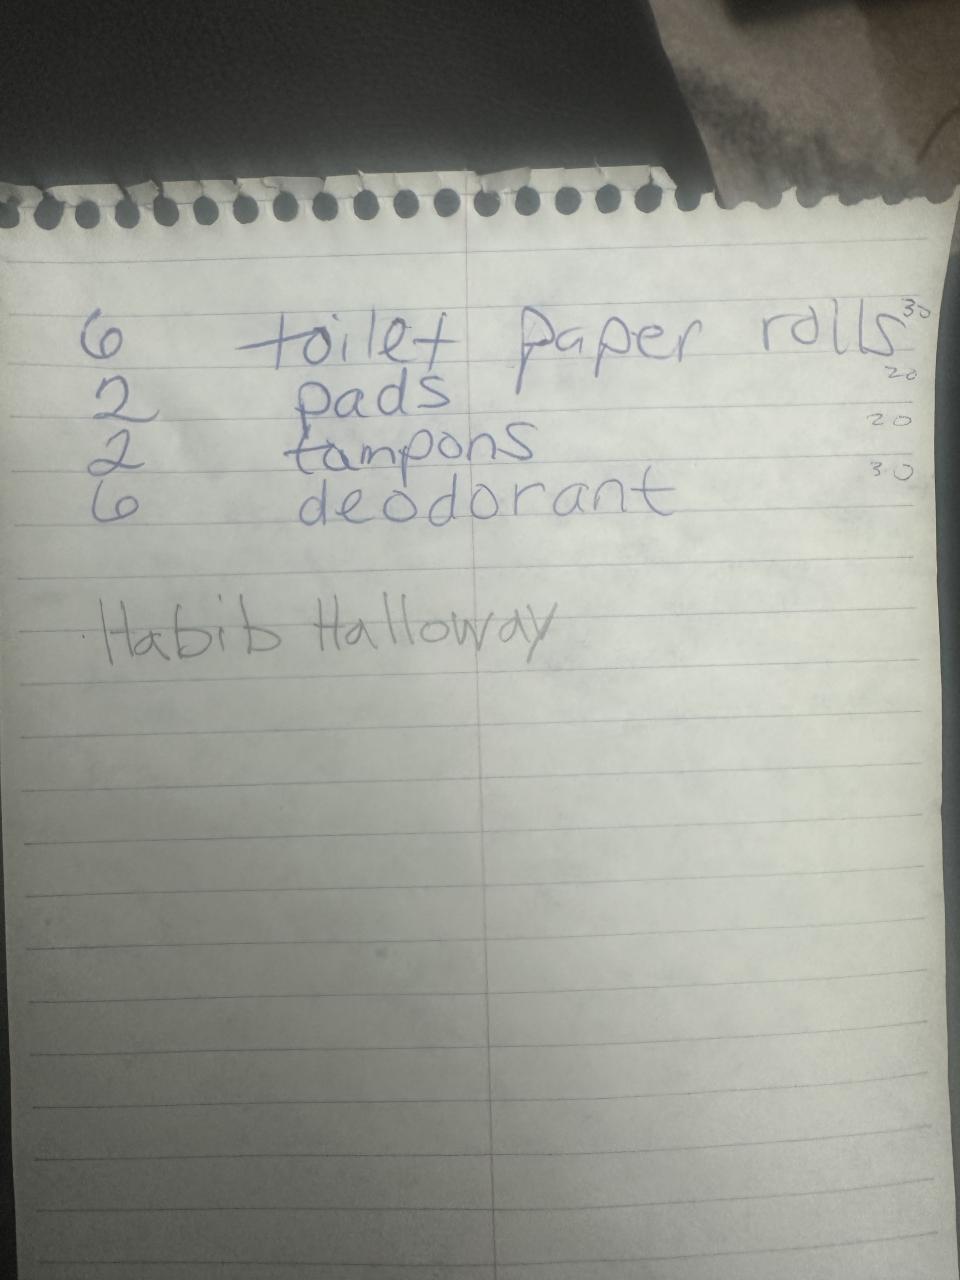 6 toilet paper rolls 30
2 pads 20
2 tampons 20
6 deodorant 30
Habib Halloway